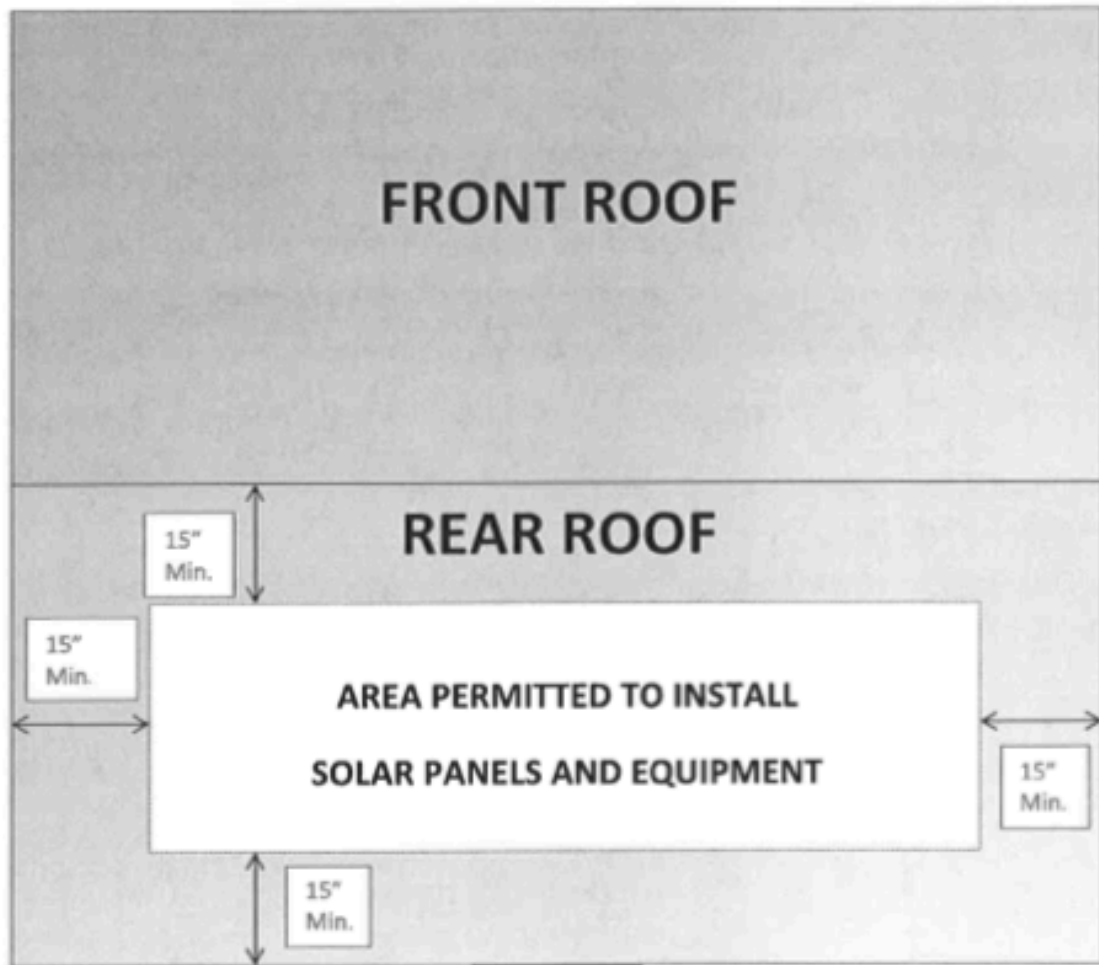 FRONT ROOF
REAR ROOF
15"
Min.
15"
Min.
AREA PERMITTED TO INSTALL
SOLAR PANELS AND EQUIPMENT
15"
Min.
15"
Min.